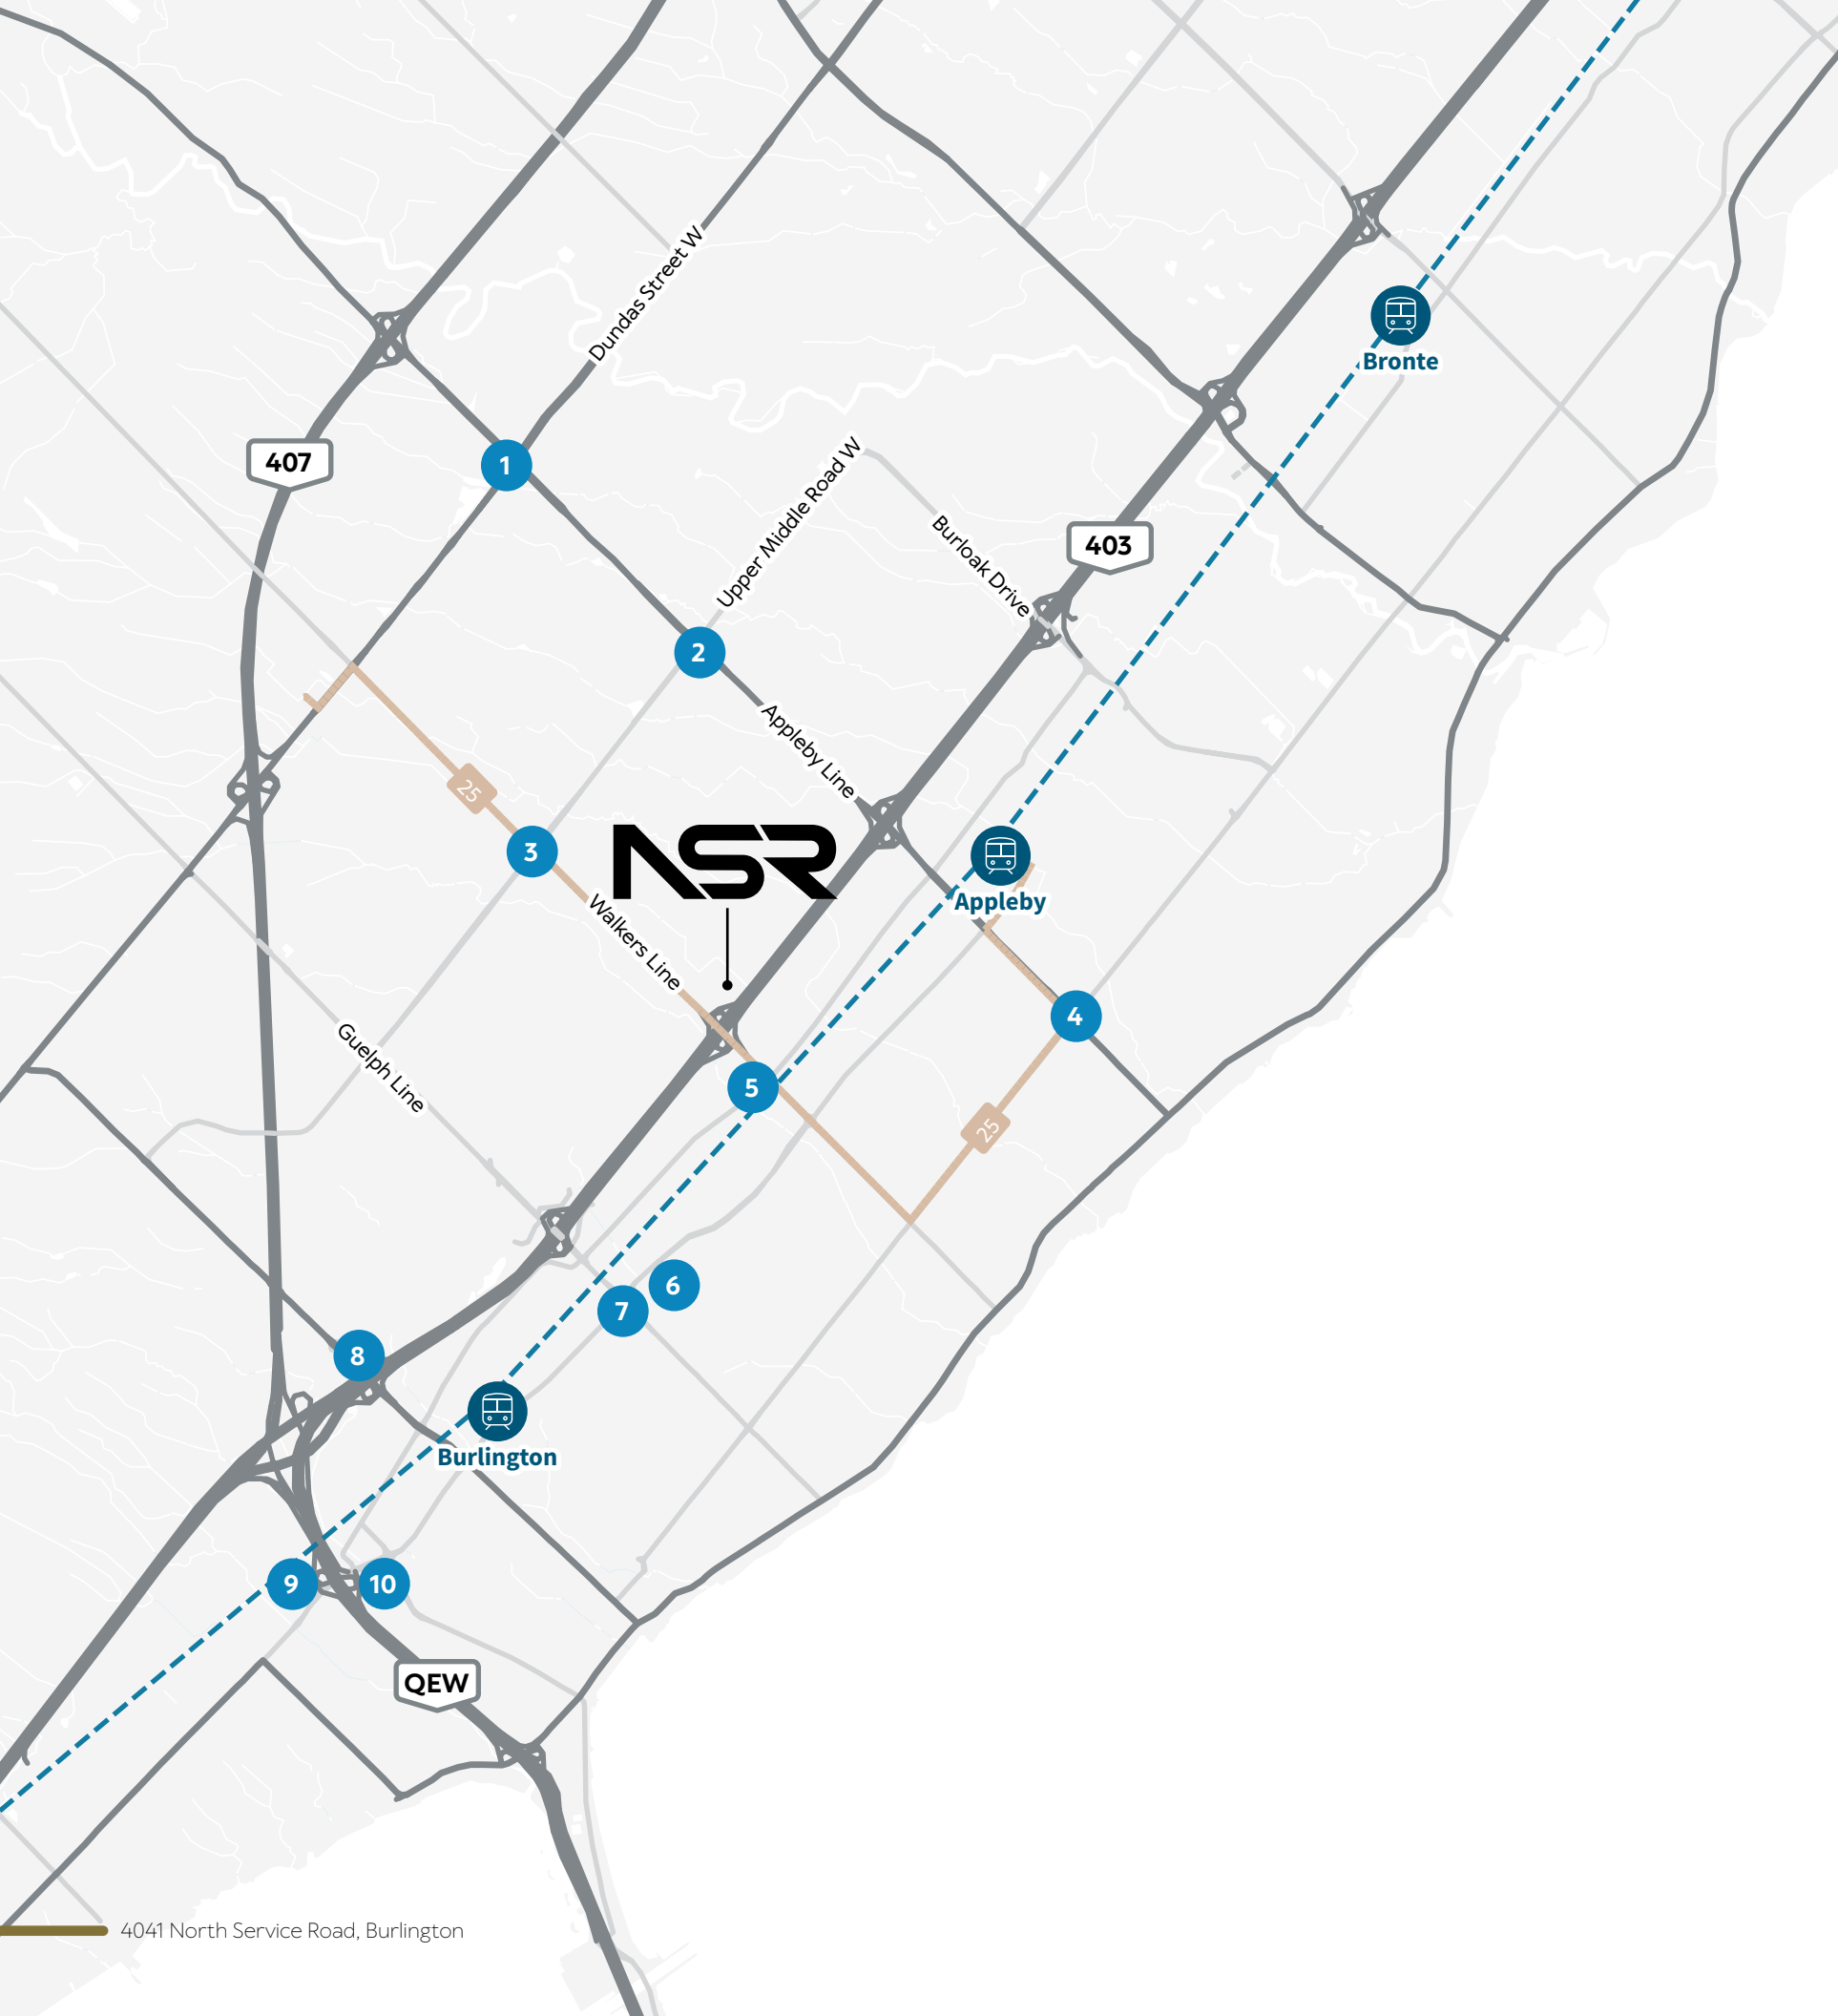 Dundas Street W
Bronte
407
1
Upper Middle Road W
Burloak Drive
403
2
Appleby Line
25
3
NSR
Appleby
Walkers Line
4
Guelph Line
5
25
6
7
8
Burlington
9
10
QEW
4041 North Service Road, Burlington